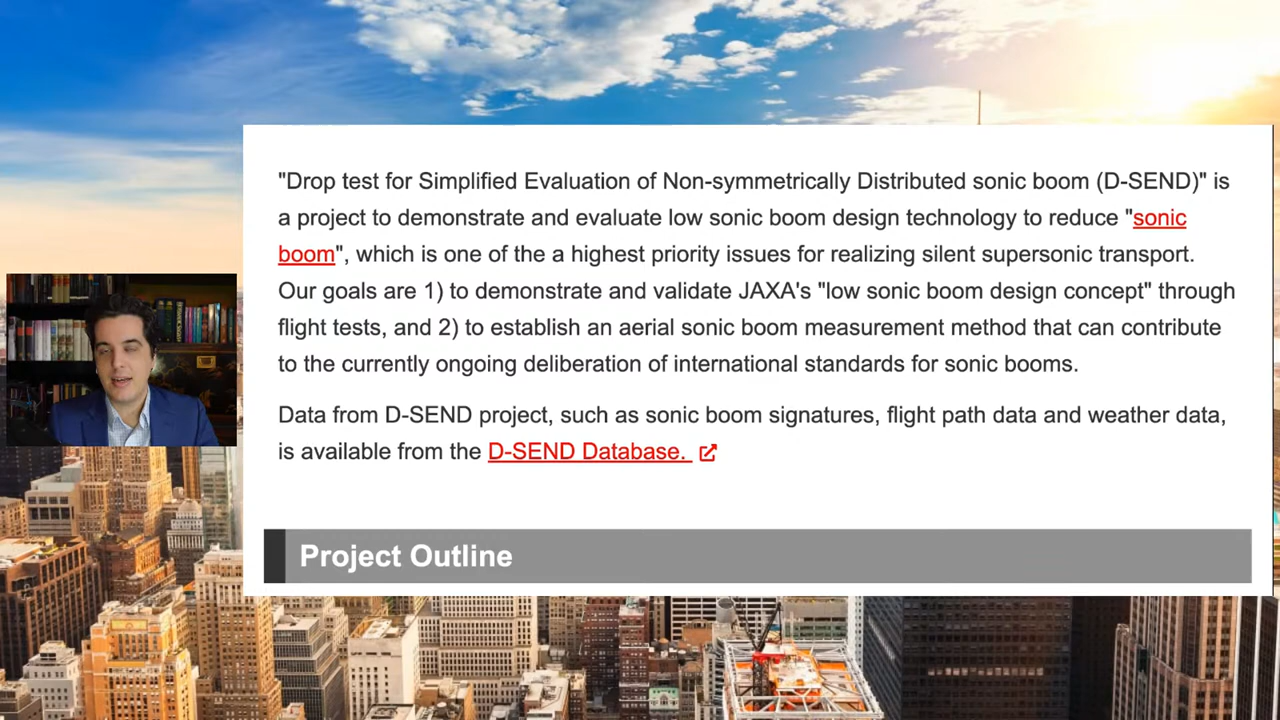 "Drop test for Simplified Evaluation of Non-symmetrically Distributed sonic boom (D-SEND)" is
a project to demonstrate and evaluate low sonic boom design technology to reduce "sonic
boom", which is one of the a highest priority issues for realizing silent supersonic transport.
Our goals are 1) to demonstrate and validate JAXA's "low sonic boom design concept" through
flight tests, and 2) to establish an aerial sonic boom measurement method that can contribute
to the currently ongoing deliberation of international standards for sonic booms.
Data from D-SEND project, such as sonic boom signatures, flight path data and weather data,
is available from the D-SEND Database.
Project Outline